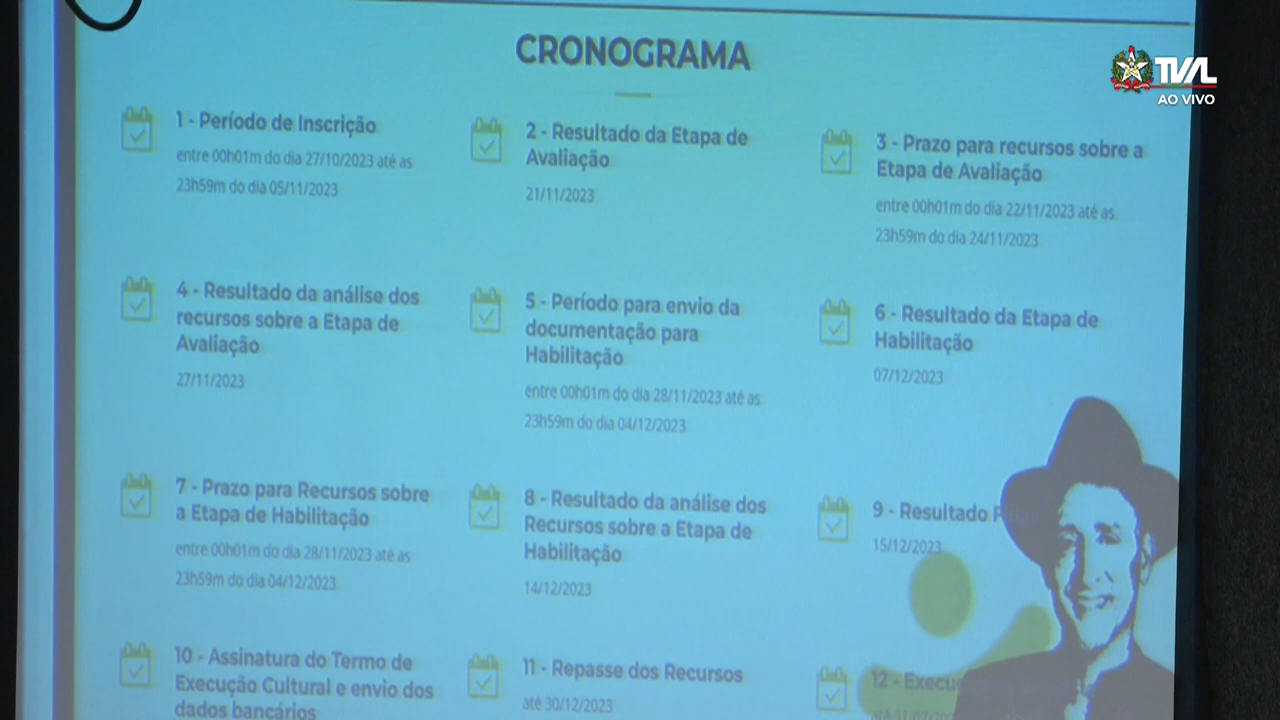 CRONOGRAMA
TVAL
AO VIVO
1 - Período de Inscrição
entre 00h01m do dia 27/10/2023 até as
23h59m do dia 05/11/2023
2 - Resultado da Etapa de
Avaliação
21/11/2023
3 - Prazo para recursos sobre a
Etapa de Avaliação
entre 00h01m do dia 22/11/2023 até as
23h59m do dia 24/11/2023
4 - Resultado da análise dos
recursos sobre a Etapa de
Avaliação
27/11/2023
5 - Período para envio da
documentação para
Habilitação
entre 00h01m do dia 28/11/2023 até as
23h59m do dia 04/12/2023
6 - Resultado da Etapa de
Habilitação
07/12/2023
7 - Prazo para Recursos sobre
a Etapa de Habilitação
entre 00h01m do dia 28/11/2023 até as
23h59m do dia 04/12/2023
8 - Resultado da análise dos
Recursos sobre a Etapa de
Habilitação
14/12/2023
9 - Resultado
15/12/2023
10 - Assinatura do Termo de
Execução Cultural e envio dos
dados bancários
11 - Repasse dos Recursos
até 30/12/2023
12 -